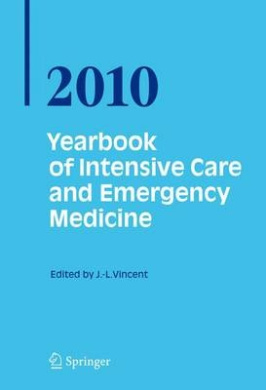 2010
Yearbook
of Intensive Care
and Emergency
Medicine
Edited by J.-L.Vincent
Springer